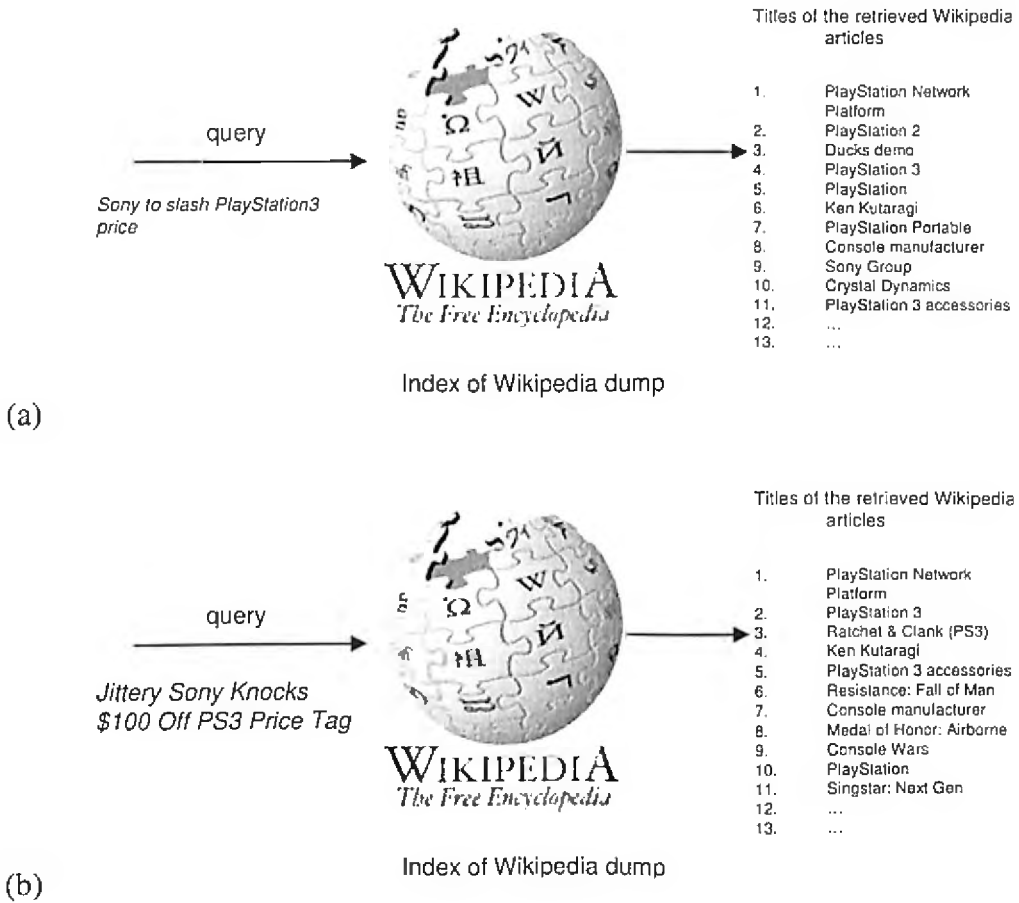 Titles of the retrieved Wikipedia
articles
query
Sony to slash PlayStation3
price
Ω
W
И
祖
WIKIPEDIA
The Free Encyclopedia
Index of Wikipedia dump
1. PlayStation Network
Platform
2. PlayStation 2
3. Ducks demo
4. PlayStation 3
5. PlayStation
6. Ken Kutaragi
7. PlayStation Portable
8. Console manufacturer
9. Sony Group
10. Crystal Dynamics
11. PlayStation 3 accessories
12. ...
13. ...
(a)
Titles of the retrieved Wikipedia
articles
query
Jittery Sony Knocks
$100 Off PS3 Price Tag
Ω
W
Й
祖
WIKIPEDIA
The Free Encyclopedia
Index of Wikipedia dump
1. PlayStation Network
Platform
2. PlayStation 3
3. Ratchet & Clank (PS3)
4. Ken Kutaragi
5. PlayStation 3 accessories
6. Resistance: Fall of Man
7. Console manufacturer
8. Medal of Honor: Airborne
9. Console Wars
10. PlayStation
11. Singstar: Next Gen
12. ...
13. ...
(b)